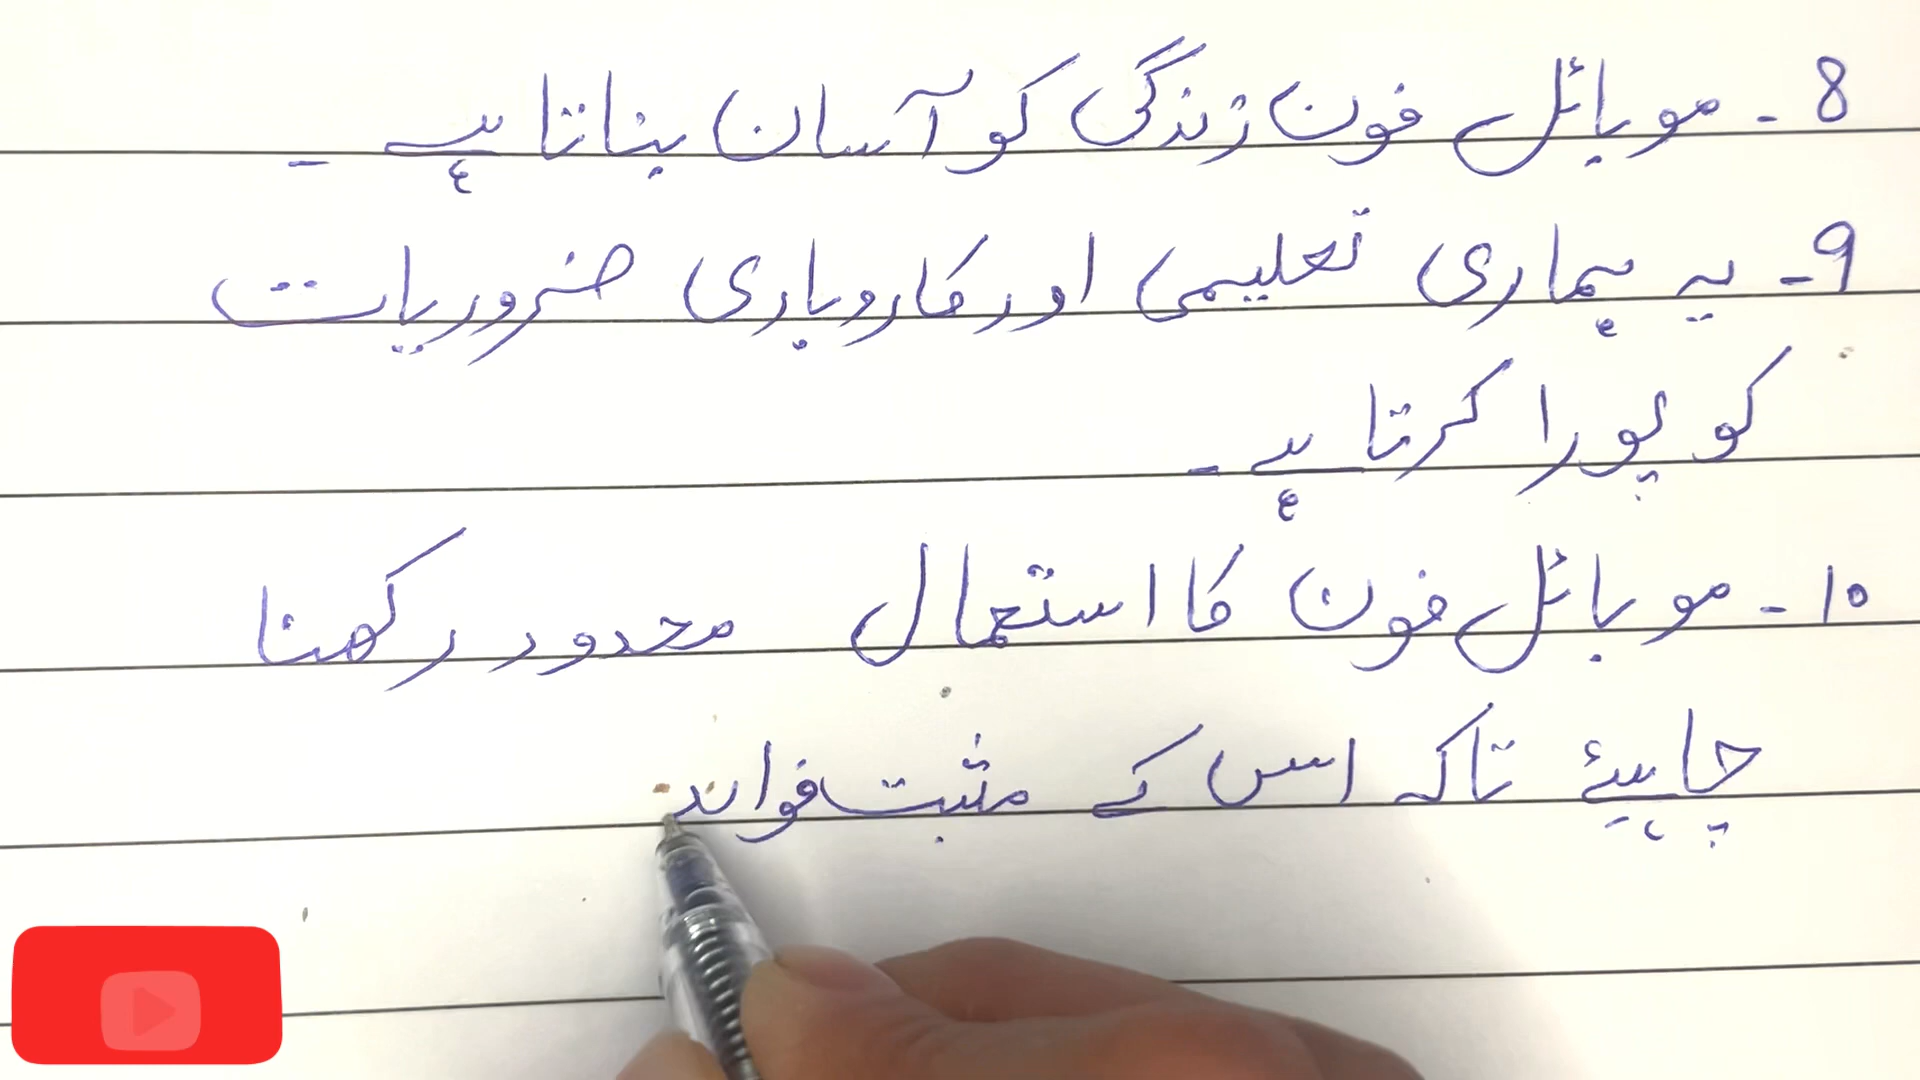 8 - موبائل فون زندگی کو آسان بناتا ہے -
9 - یہ ہماری تعلیمی اور کاروباری ضروریات
کو پورا کرتا ہے -
10 - موبائل فون کا استعمال محدود رکھنا
چاہیئے تاکہ اس کے مثبت فوائد